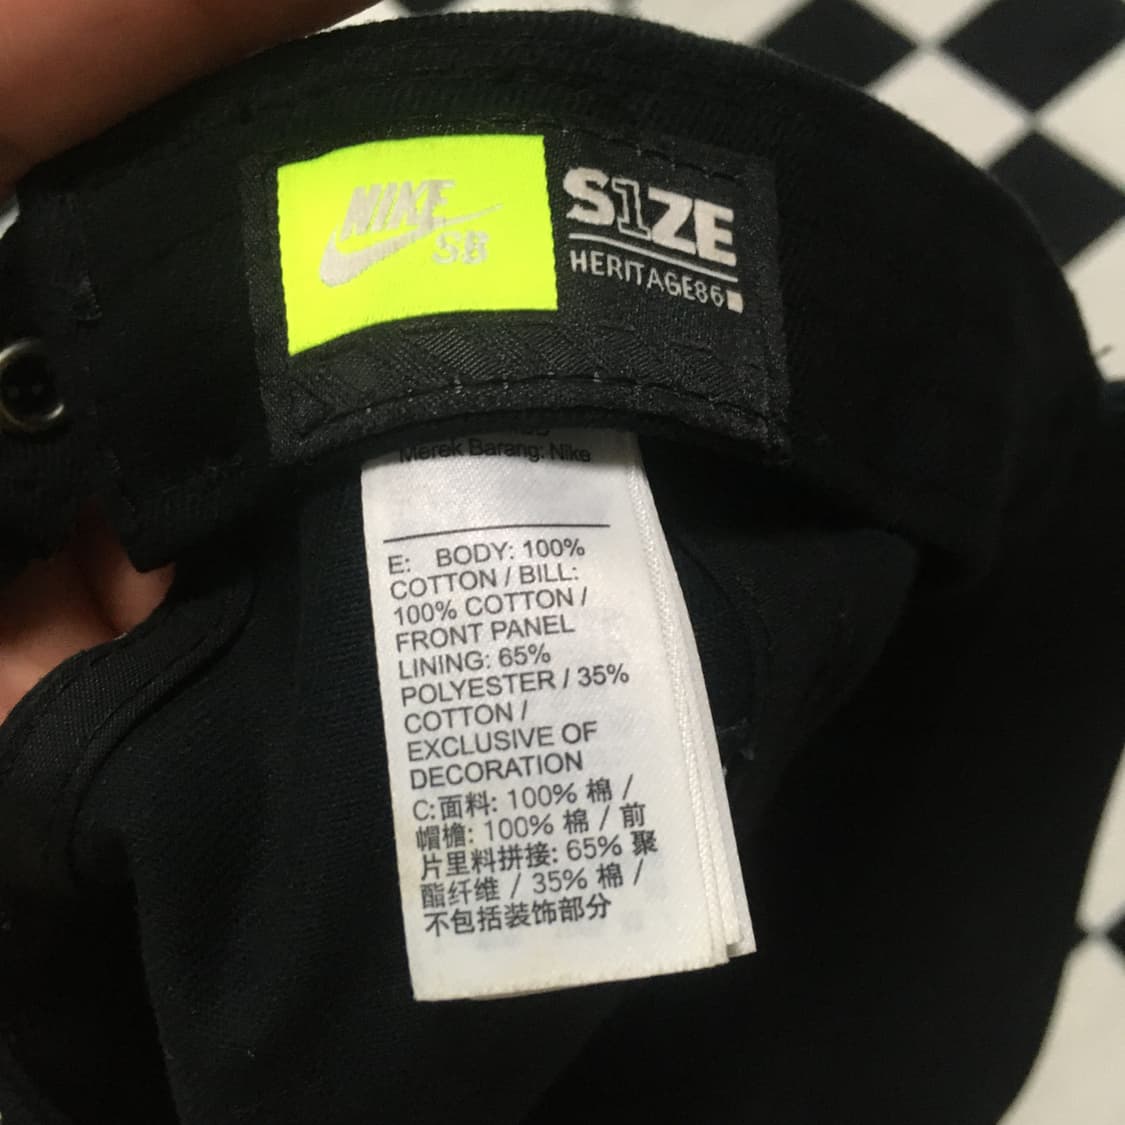 NIKE
SB
S1ZE
HERITAGE86
Merek Barang: Nike
E: BODY: 100%
COTTON / BILL:
100% COTTON /
FRONT PANEL
LINING: 65%
POLYESTER / 35%
COTTON /
EXCLUSIVE OF
DECORATION
C:面料: 100% 棉 /
帽檐: 100% 棉 / 前
片里料拼接: 65% 聚
酯纤维 / 35% 棉 /
不包括装饰部分